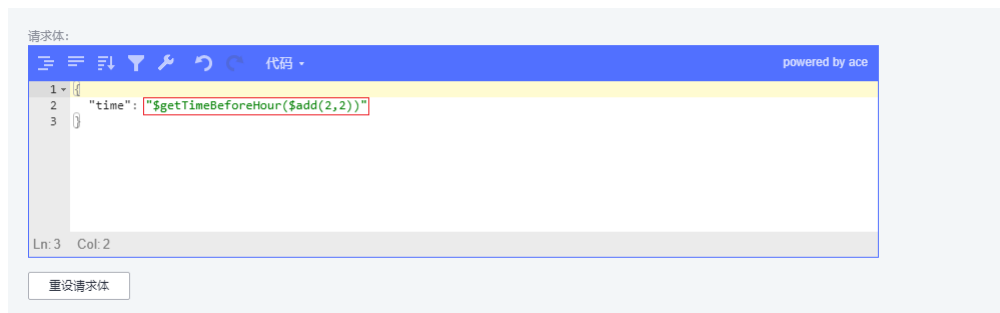 请求体:
代码
powered by ace
1 {
2 "time": "$getTimeBeforeHour($add(2,2))"
3 }
Ln: 3 Col: 2
重设请求体